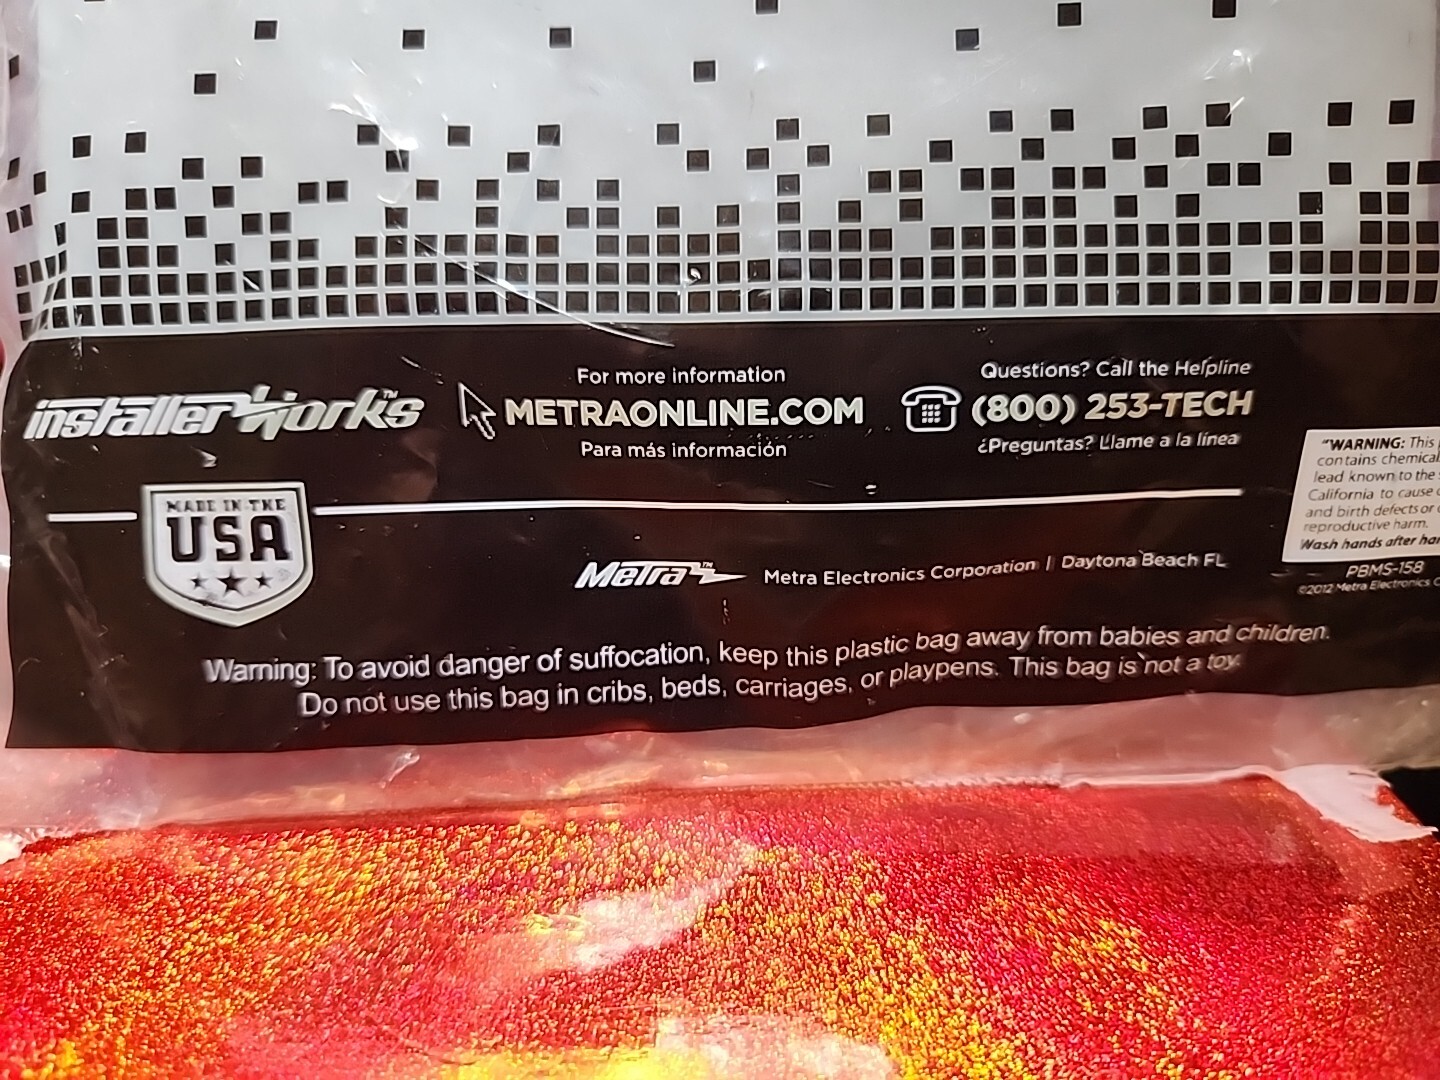 installerworks™
For more information
METRAONLINE.COM
Para más información
Questions? Call the Helpline
(800) 253-TECH
¿Preguntas? Llame a la línea
MADE IN THE
USA
Metra™
Metra Electronics Corporation | Daytona Beach FL
"WARNING: This
contains chemical
lead known to the
California to cause
and birth defects or
reproductive harm.
Wash hands after
PBMS-158
©2012 Metra Electronics
Warning: To avoid danger of suffocation, keep this plastic bag away from babies and children.
Do not use this bag in cribs, beds, carriages, or playpens. This bag is not a toy.